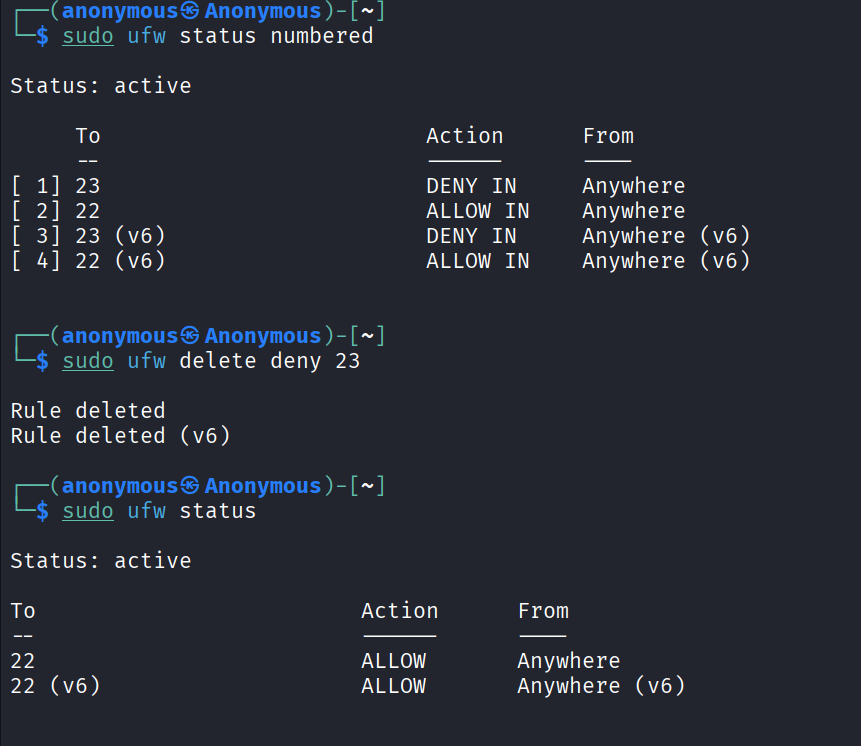 ┌──(anonymous㉿Anonymous)-[~]
└─$ sudo ufw status numbered
Status: active
To Action From
-- ------ ----
[ 1] 23 DENY IN Anywhere
[ 2] 22 ALLOW IN Anywhere
[ 3] 23 (v6) DENY IN Anywhere (v6)
[ 4] 22 (v6) ALLOW IN Anywhere (v6)
┌──(anonymous㉿Anonymous)-[~]
└─$ sudo ufw delete deny 23
Rule deleted
Rule deleted (v6)
┌──(anonymous㉿Anonymous)-[~]
└─$ sudo ufw status
Status: active
To Action From
-- ------ ----
22 ALLOW Anywhere
22 (v6) ALLOW Anywhere (v6)